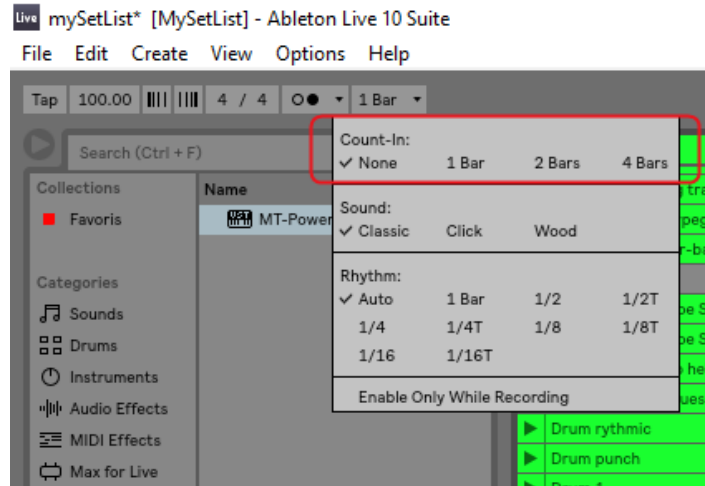 Live mySetList* [MySetList] - Ableton Live 10 Suite
File Edit Create View Options Help
Tap 100.00 4 / 4 1 Bar
Search (Ctrl + F)
Count-In:
✓ None 1 Bar 2 Bars 4 Bars
Collections
Name
Favoris
VST MT-Power
Sound:
✓ Classic Click Wood
Categories
Sounds
Drums
Instruments
Audio Effects
MIDI Effects
Max for Live
Rhythm:
✓ Auto 1 Bar 1/2 1/2T
1/4 1/4T 1/8 1/8T
1/16 1/16T
Enable Only While Recording
Drum rythmic
Drum punch